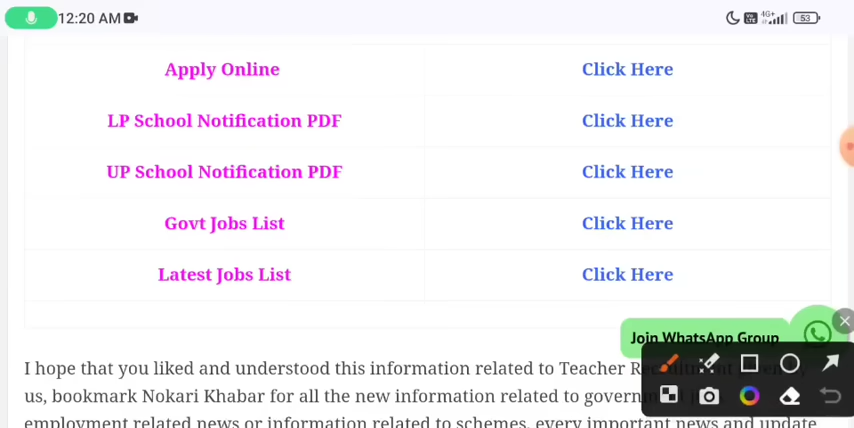 12:20 AM 4G+ 53
Apply Online Click Here
LP School Notification PDF Click Here
UP School Notification PDF Click Here
Govt Jobs List Click Here
Latest Jobs List Click Here
Join WhatsApp Group
I hope that you liked and understood this information related to Teacher
us, bookmark Nokari Khabar for all the new information related to
employment related news or information related to schemes, every important news and update